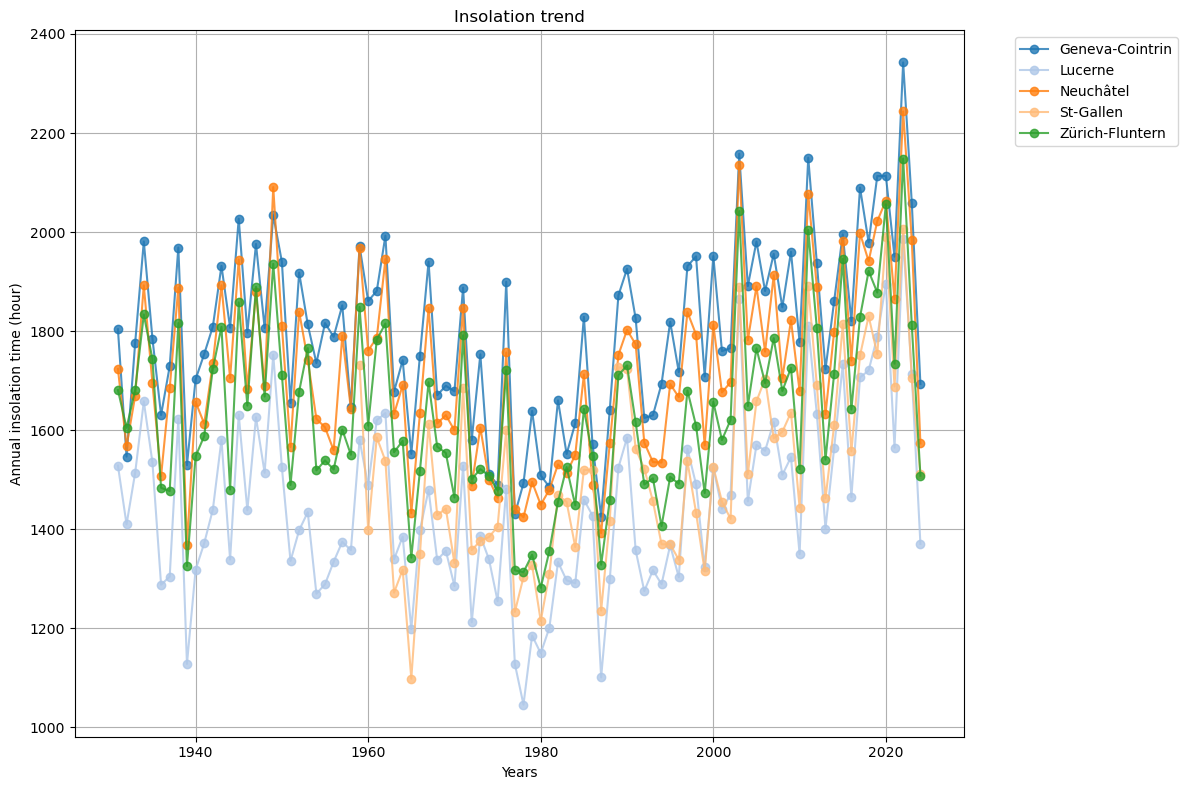 Insolation trend
2400
2200
2000
1800
1600
1400
1200
1000
Annual insolation time (hour)
1940
1960
1980
2000
2020
Years
Geneva-Cointrin
Lucerne
Neuchâtel
St-Gallen
Zürich-Fluntern